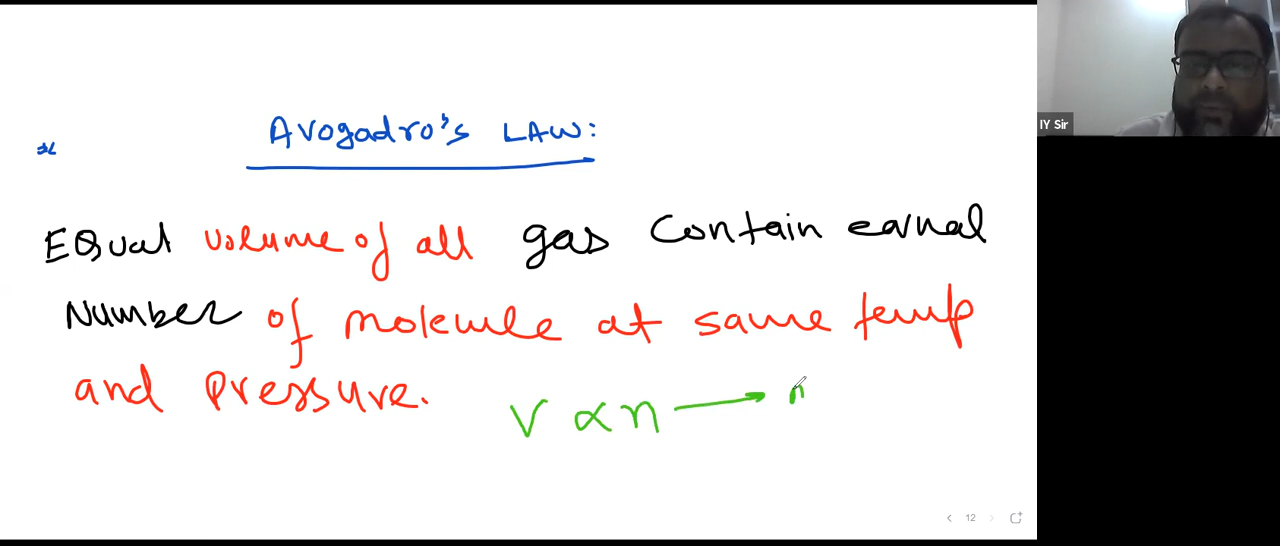 Avogadro's LAW:
Equal volume of all gas contain eaual
Number of molecule at same temp
and Pressure.
V ∝ n → n
IY Sir
12